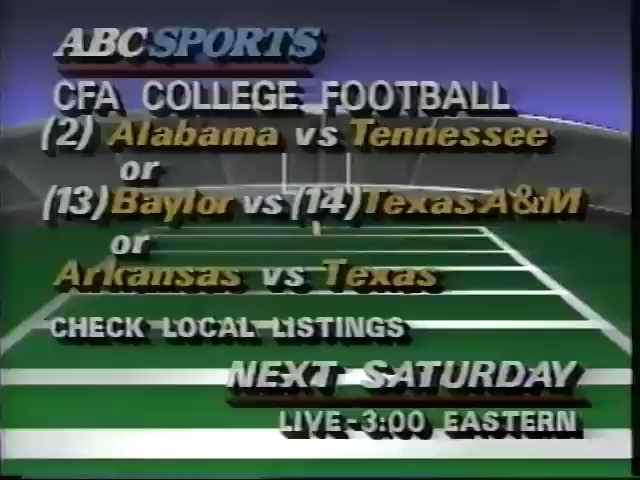 ABC SPORTS
CFA COLLEGE FOOTBALL
(2) Alabama vs Tennessee
or
(13) Baylor vs (14) Texas A&M
or
Arkansas vs Texas
CHECK LOCAL LISTINGS
NEXT SATURDAY
LIVE-3:00 EASTERN